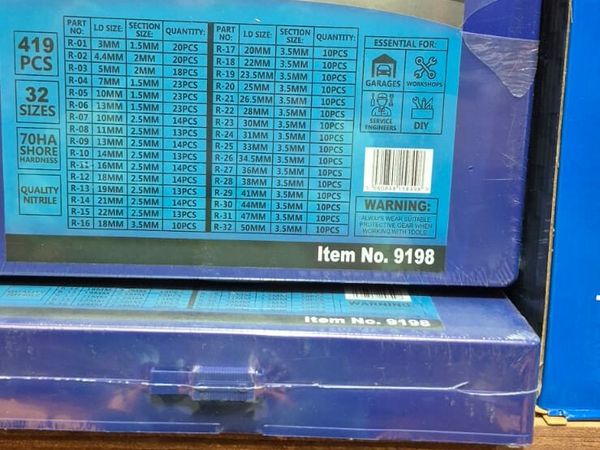 419
PCS
32
SIZES
70HA
SHORE
HARDNESS
QUALITY
NITRILE
PART NO: I.D SIZE: SECTION SIZE: QUANTITY:
R-01 3MM 1.5MM 20PCS
R-02 4.4MM 2MM 20PCS
R-03 5MM 2MM 18PCS
R-04 7MM 1.5MM 23PCS
R-05 10MM 1.5MM 23PCS
R-06 13MM 1.5MM 23PCS
R-07 10MM 2.5MM 14PCS
R-08 11MM 2.5MM 13PCS
R-09 13MM 2.5MM 14PCS
R-10 14MM 2.5MM 14PCS
R-11 16MM 2.5MM 14PCS
R-12 18MM 2.5MM 14PCS
R-13 19MM 2.5MM 13PCS
R-14 21MM 2.5MM 14PCS
R-15 22MM 2.5MM 13PCS
R-16 18MM 3.5MM 10PCS
PART NO: I.D SIZE: SECTION SIZE: QUANTITY:
R-17 20MM 3.5MM 10PCS
R-18 22MM 3.5MM 10PCS
R-19 23.5MM 3.5MM 10PCS
R-20 25MM 3.5MM 10PCS
R-21 26.5MM 3.5MM 10PCS
R-22 28MM 3.5MM 10PCS
R-23 30MM 3.5MM 10PCS
R-24 31MM 3.5MM 10PCS
R-25 33MM 3.5MM 10PCS
R-26 34.5MM 3.5MM 10PCS
R-27 36MM 3.5MM 10PCS
R-28 38MM 3.5MM 10PCS
R-29 41MM 3.5MM 10PCS
R-30 44MM 3.5MM 10PCS
R-31 47MM 3.5MM 10PCS
R-32 50MM 3.5MM 10PCS
ESSENTIAL FOR:
GARAGES WORKSHOPS
SERVICE
ENGINEERS DIY
WARNING:
ALWAYS WEAR SUITABLE
PROTECTIVE GEAR WHEN
WORKING WITH TOOLS
Item No. 9198
WARNING
Item No. 9198